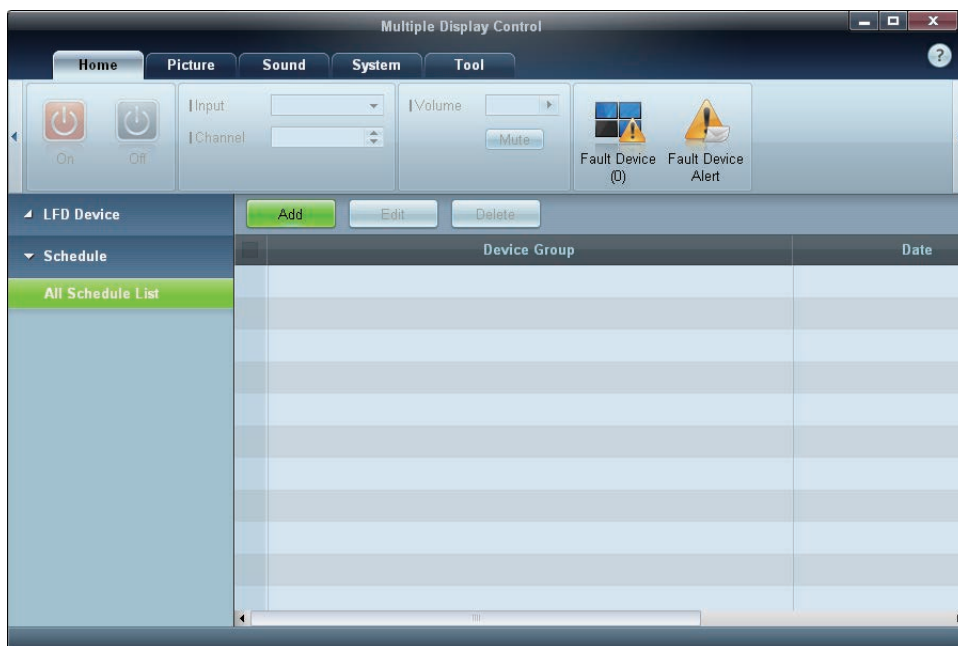 Multiple Display Control
Home Picture Sound System Tool
Input
Volume
Channel
Mute
On Off
Fault Device (0)
Fault Device Alert
LFD Device
Add Edit Delete
Schedule
Device Group Date
All Schedule List